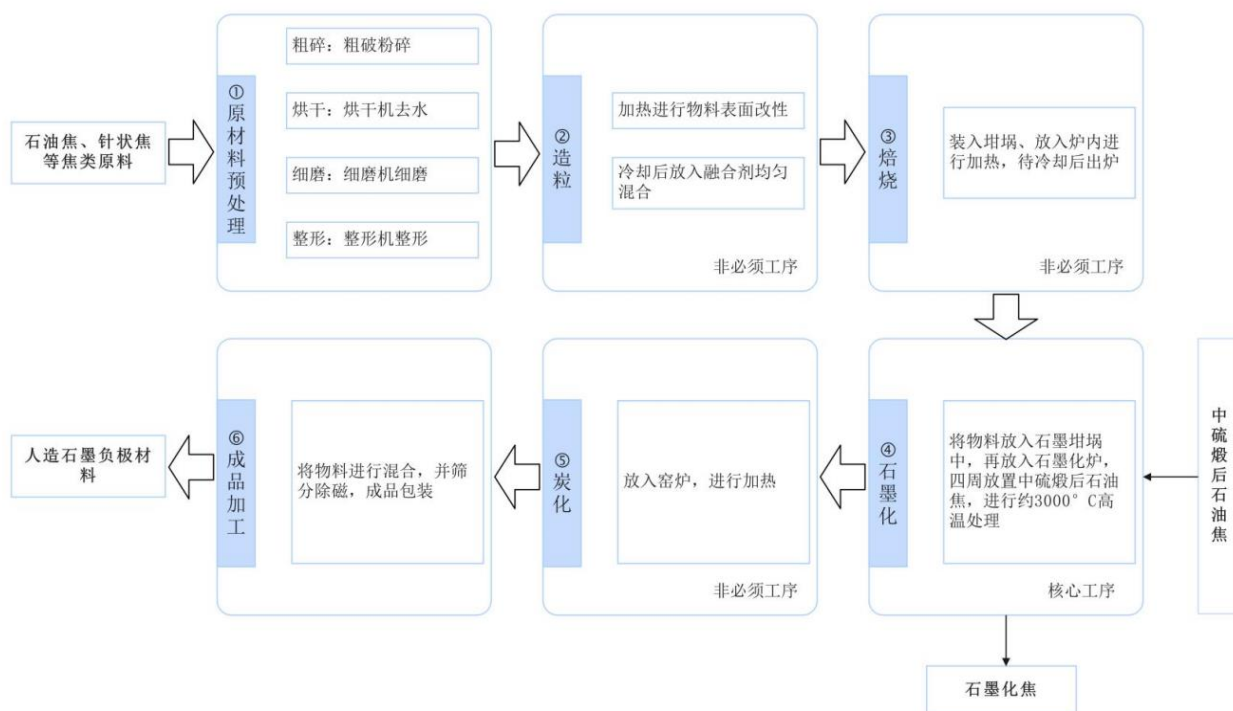 石油焦、针状焦
等焦类原料
①原材料预处理
粗碎：粗破粉碎
烘干：烘干机去水
细磨：细磨机细磨
整形：整形机整形
②造粒
加热进行物料表面改性
冷却后放入融合剂均匀
混合
非必须工序
③焙烧
装入坩埚、放入炉内进
行加热，待冷却后出炉
非必须工序
中硫煅后石油焦
④石墨化
将物料放入石墨坩埚
中，再放入石墨化炉，
四周放置中硫煅后石油
焦，进行约3000°C高
温处理
核心工序
石墨化焦
⑤炭化
放入窑炉，进行加热
非必须工序
⑥成品加工
将物料进行混合，并筛
分除磁，成品包装
人造石墨负极材
料